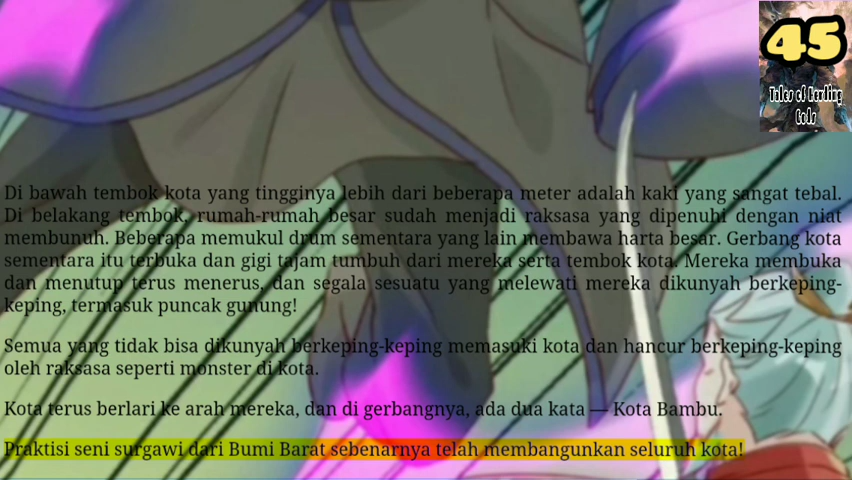 45
Tales of Herding
Gods
Di bawah tembok kota yang tingginya lebih dari beberapa meter adalah kaki yang sangat tebal.
Di belakang tembok, rumah-rumah besar sudah menjadi raksasa yang dipenuhi dengan niat
membunuh. Beberapa memukul drum sementara yang lain membawa harta besar. Gerbang kota
sementara itu terbuka dan gigi tajam tumbuh dari mereka serta tembok kota. Mereka membuka
dan menutup terus menerus, dan segala sesuatu yang melewati mereka dikunyah berkeping-
keping, termasuk puncak gunung!
Semua yang tidak bisa dikunyah berkeping-keping memasuki kota dan hancur berkeping-keping
oleh raksasa seperti monster di kota.
Kota terus berlari ke arah mereka, dan di gerbangnya, ada dua kata — Kota Bambu.
Praktisi seni surgawi dari Bumi Barat sebenarnya telah membangunkan seluruh kota!